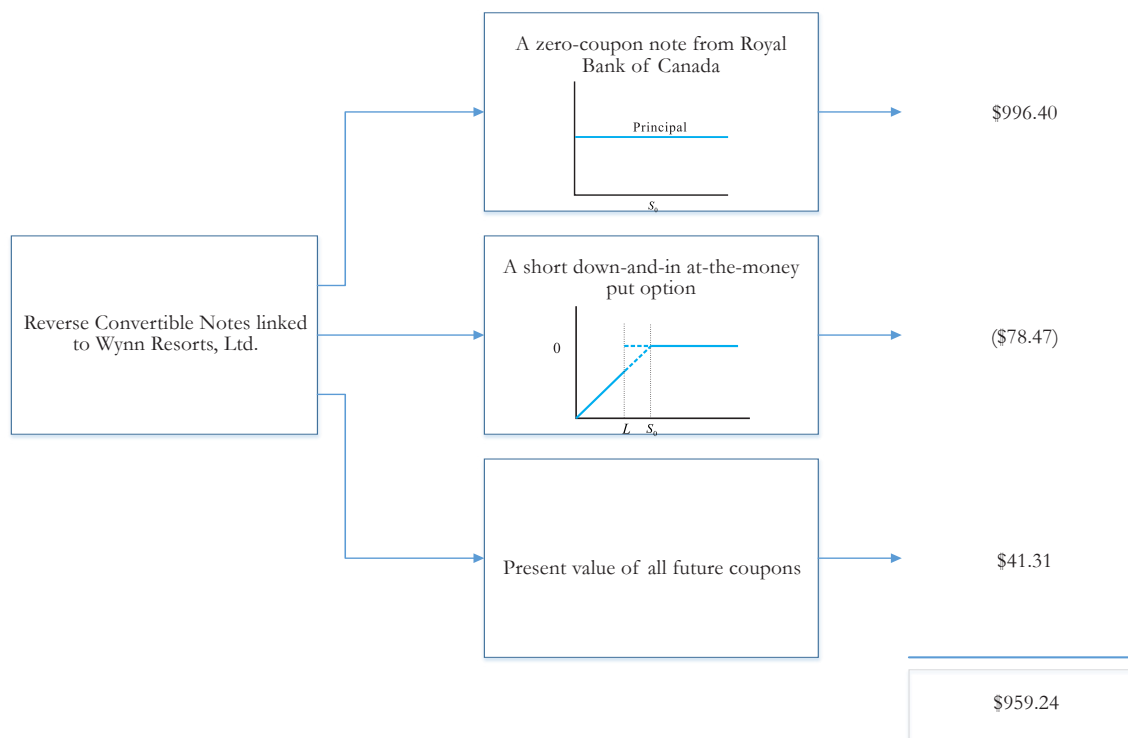 A zero-coupon note from Royal
Bank of Canada
Principal
S₀
$996.40
Reverse Convertible Notes linked
to Wynn Resorts, Ltd.
A short down-and-in at-the-money
put option
0
L S₀
($78.47)
Present value of all future coupons
$41.31
$959.24